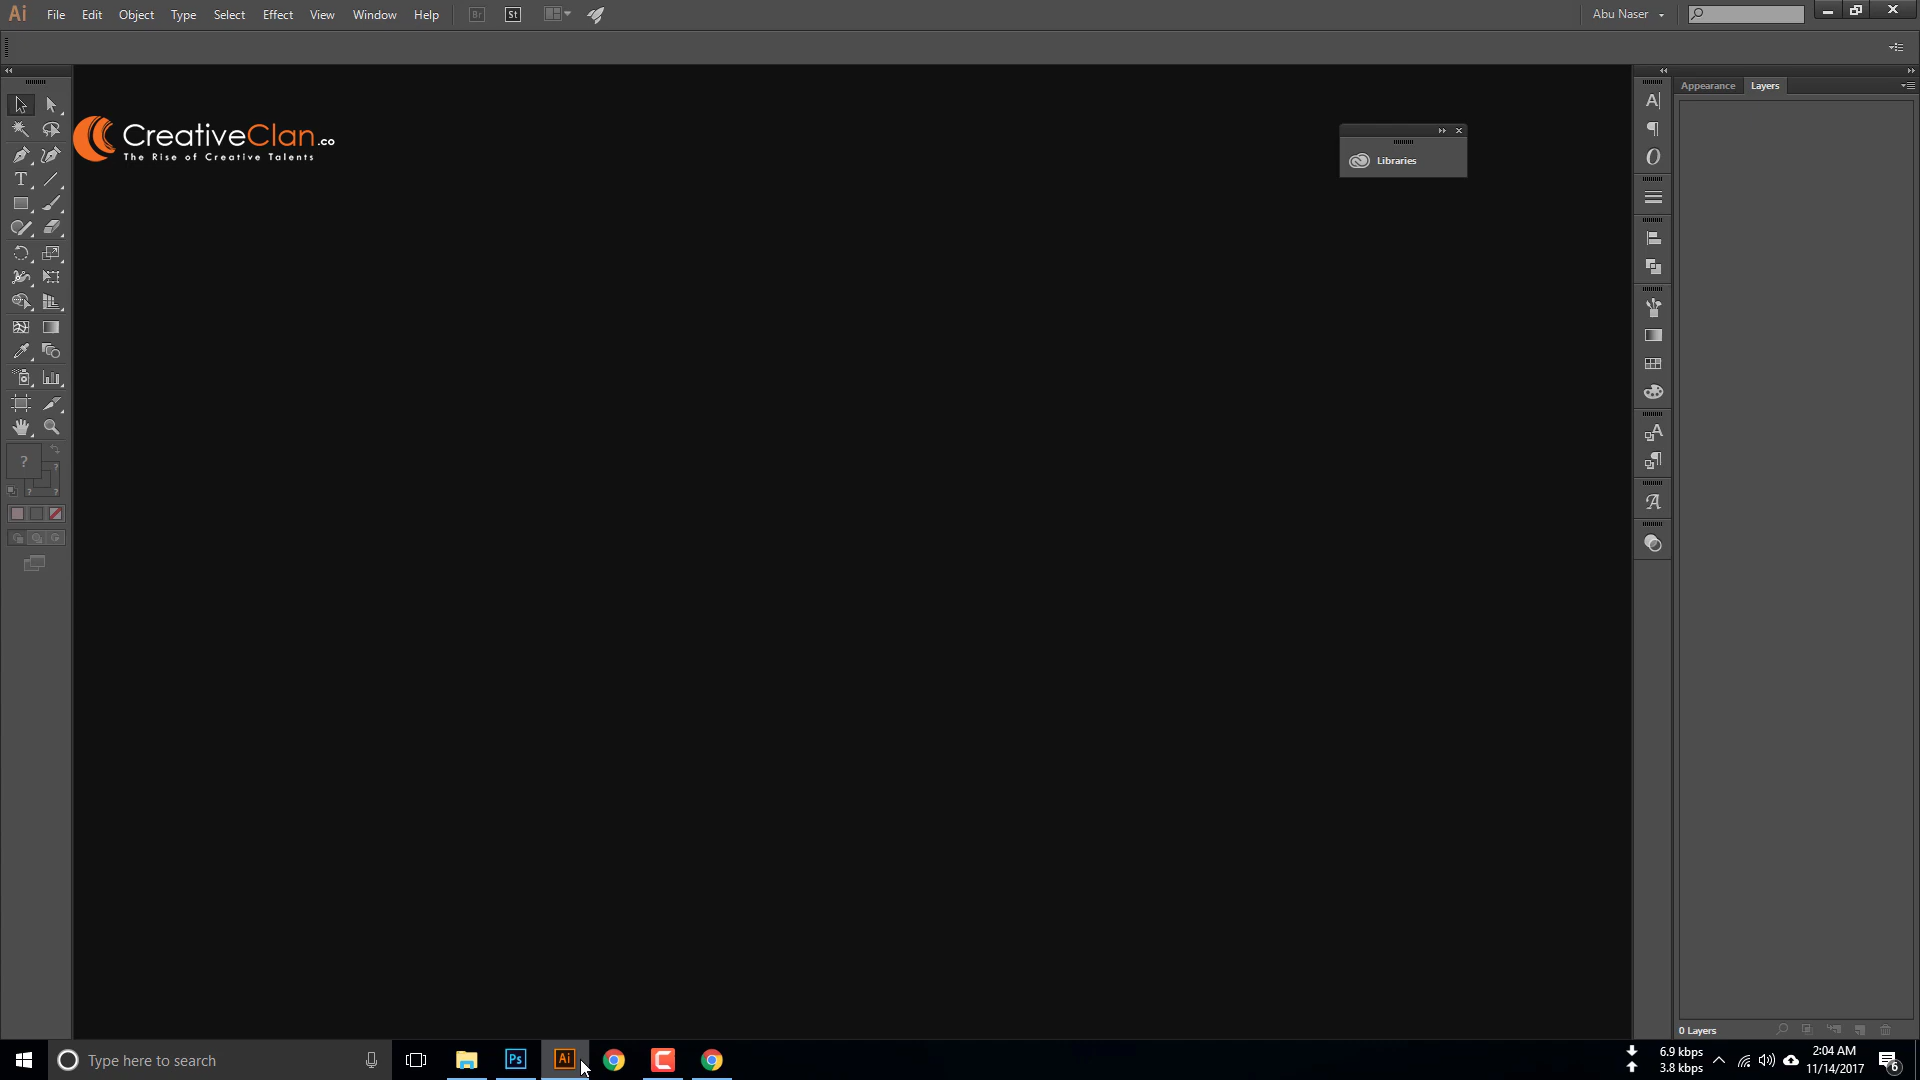 Ai File Edit Object Type Select Effect View Window Help Br St Abu Naser
Appearance Layers
CreativeClan.co
The Rise of Creative Talents
Libraries
0 Layers
Type here to search
Ps Ai
6.9 kbps
3.8 kbps
2:04 AM
11/14/2017
6